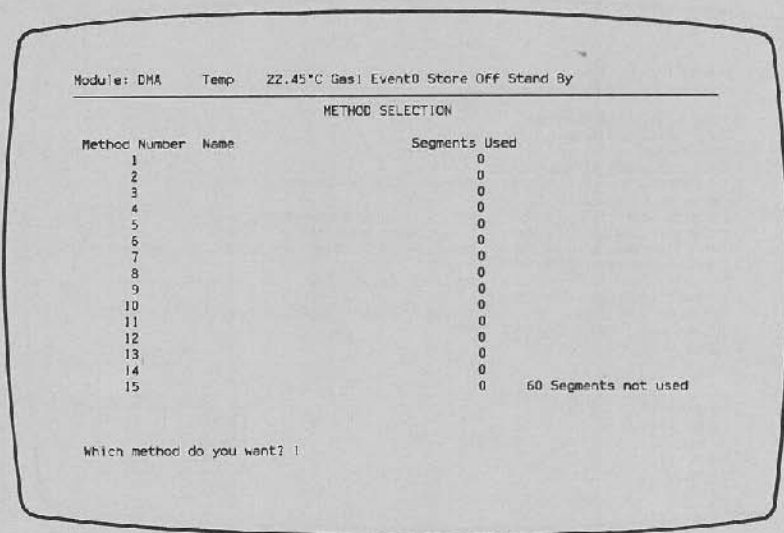 Module: DMA Temp 22.45°C Gas1 Event0 Store Off Stand By
METHOD SELECTION
Method Number Name Segments Used
1 0
2 0
3 0
4 0
5 0
6 0
7 0
8 0
9 0
10 0
11 0
12 0
13 0
14 0
15 0 60 Segments not used
Which method do you want? 1